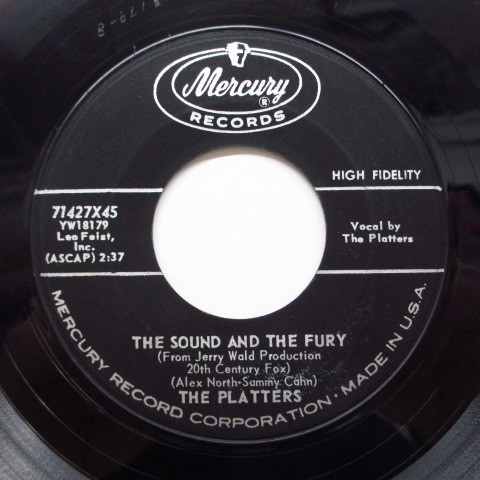 Mercury
®
RECORDS
HIGH FIDELITY
71427X45
YW18179
Leo Feist,
Inc.
(ASCAP) 2:37
Vocal by
The Platters
THE SOUND AND THE FURY
(From Jerry Wald Production
20th Century Fox)
(Alex North-Sammy Cahn)
THE PLATTERS
MERCURY RECORD CORPORATION · MADE IN U.S.A.